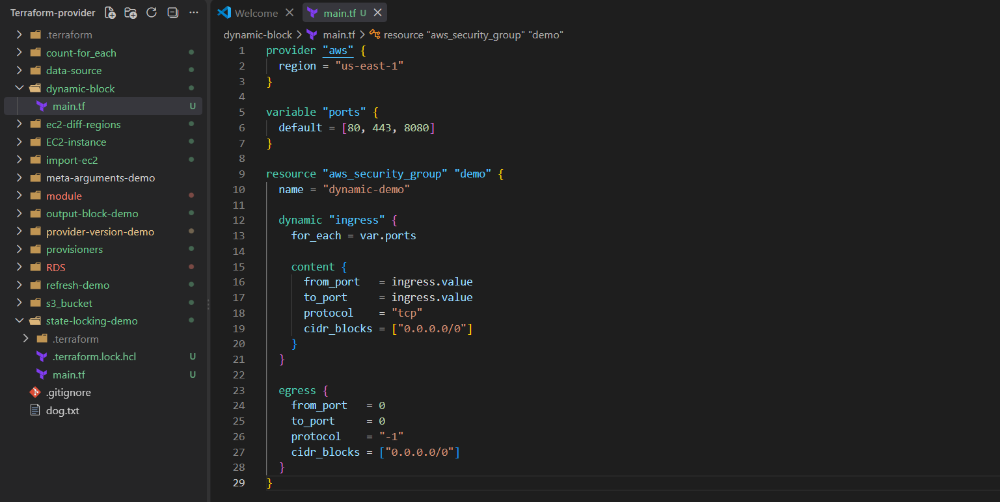 Terraform-provider
.terraform
count-for_each
data-source
dynamic-block
main.tf U
ec2-diff-regions
EC2-instance
import-ec2
meta-arguments-demo
module
output-block-demo
provider-version-demo
provisioners
RDS
refresh-demo
s3_bucket
state-locking-demo
.terraform
.terraform.lock.hcl U
main.tf U
.gitignore
dog.txt
Welcome main.tf U
dynamic-block > main.tf > resource "aws_security_group" "demo"
1 provider "aws" {
2   region = "us-east-1"
3 }
4
5 variable "ports" {
6   default = [80, 443, 8080]
7 }
8
9 resource "aws_security_group" "demo" {
10   name = "dynamic-demo"
11
12   dynamic "ingress" {
13     for_each = var.ports
14
15     content {
16       from_port   = ingress.value
17       to_port     = ingress.value
18       protocol    = "tcp"
19       cidr_blocks = ["0.0.0.0/0"]
20     }
21   }
22
23   egress {
24     from_port   = 0
25     to_port     = 0
26     protocol    = "-1"
27     cidr_blocks = ["0.0.0.0/0"]
28   }
29 }